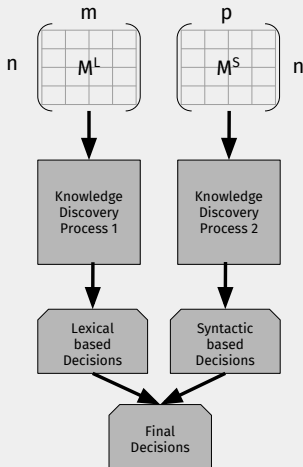 m
p
n
M^L
M^S
n
Knowledge
Discovery
Process 1
Knowledge
Discovery
Process 2
Lexical
based
Decisions
Syntactic
based
Decisions
Final
Decisions